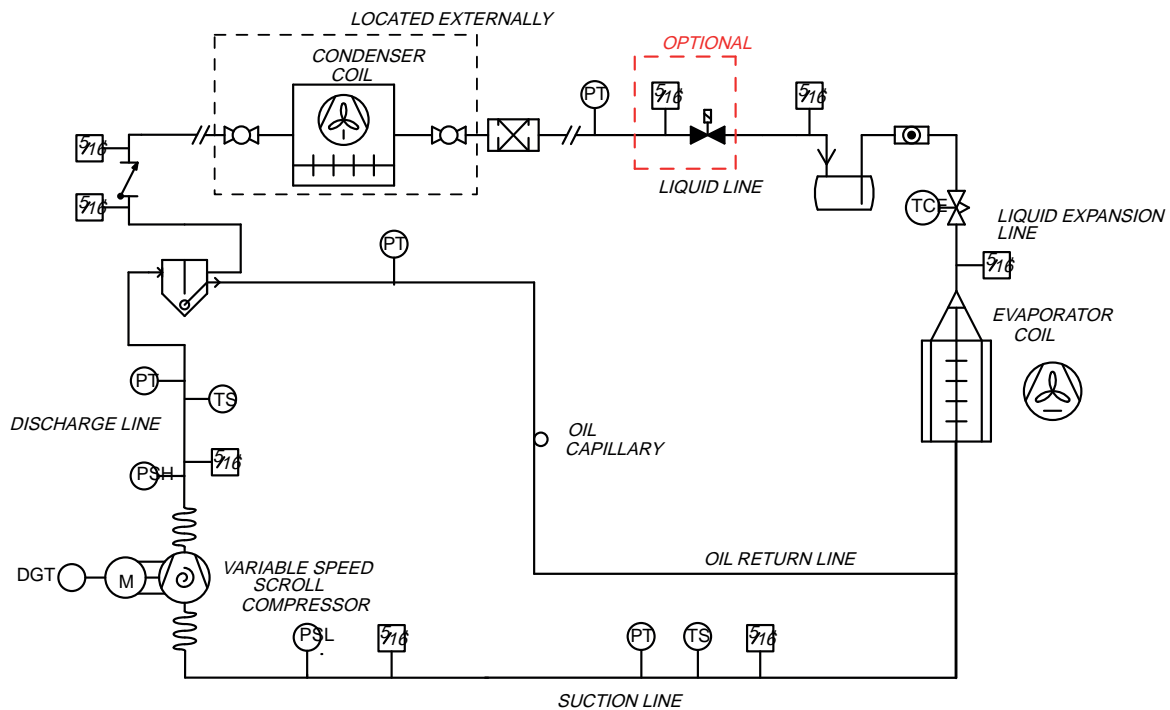 LOCATED EXTERNALLY
CONDENSER
COIL
OPTIONAL
PT
5/16
5/16
5/16
5/16
LIQUID LINE
TCE
LIQUID EXPANSION
LINE
5/16
PT
EVAPORATOR
COIL
PT
TS
DISCHARGE LINE
OIL
CAPILLARY
PSH
5/16
DGT
M
VARIABLE SPEED
SCROLL
COMPRESSOR
OIL RETURN LINE
PSL
5/16
PT
TS
5/16
SUCTION LINE